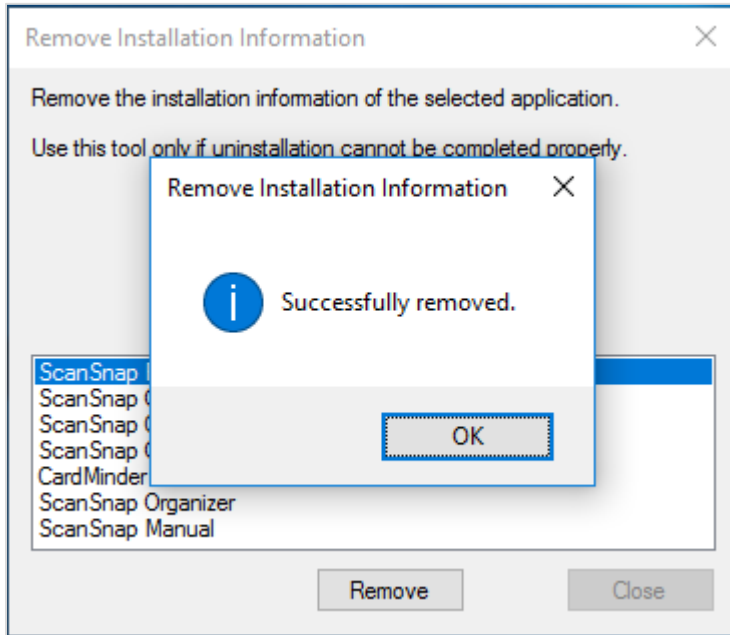 Remove Installation Information
Remove the installation information of the selected application.
Use this tool only if uninstallation cannot be completed properly.
Remove Installation Information
Successfully removed.
OK
ScanSnap
ScanSnap
ScanSnap
ScanSnap
CardMinder
ScanSnap Organizer
ScanSnap Manual
Remove
Close